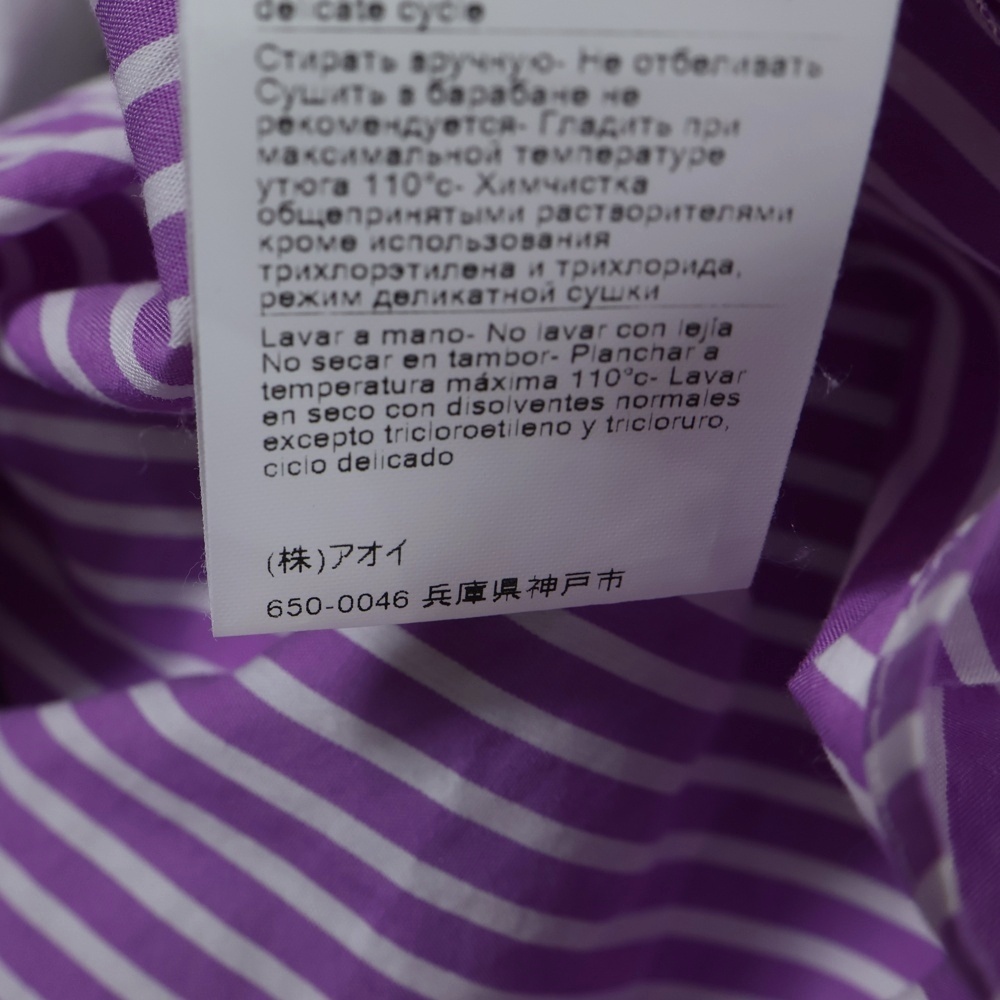 delicate cycle
Стирать вручную- Не отбеливать
Сушить в барабане не
рекомендуется- Гладить при
максимальной температуре
утюга 110°с- Химчистка
общепринятыми растворителями
кроме использования
трихлорэтилена и трихлорида,
режим деликатной сушки
Lavar a mano- No lavar con lejía
No secar en tambor- Planchar a
temperatura máxima 110°c- Lavar
en seco con disolventes normales
excepto tricloroetileno y tricloruro,
ciclo delicado
(株)アオイ
650-0046 兵庫県神戸市